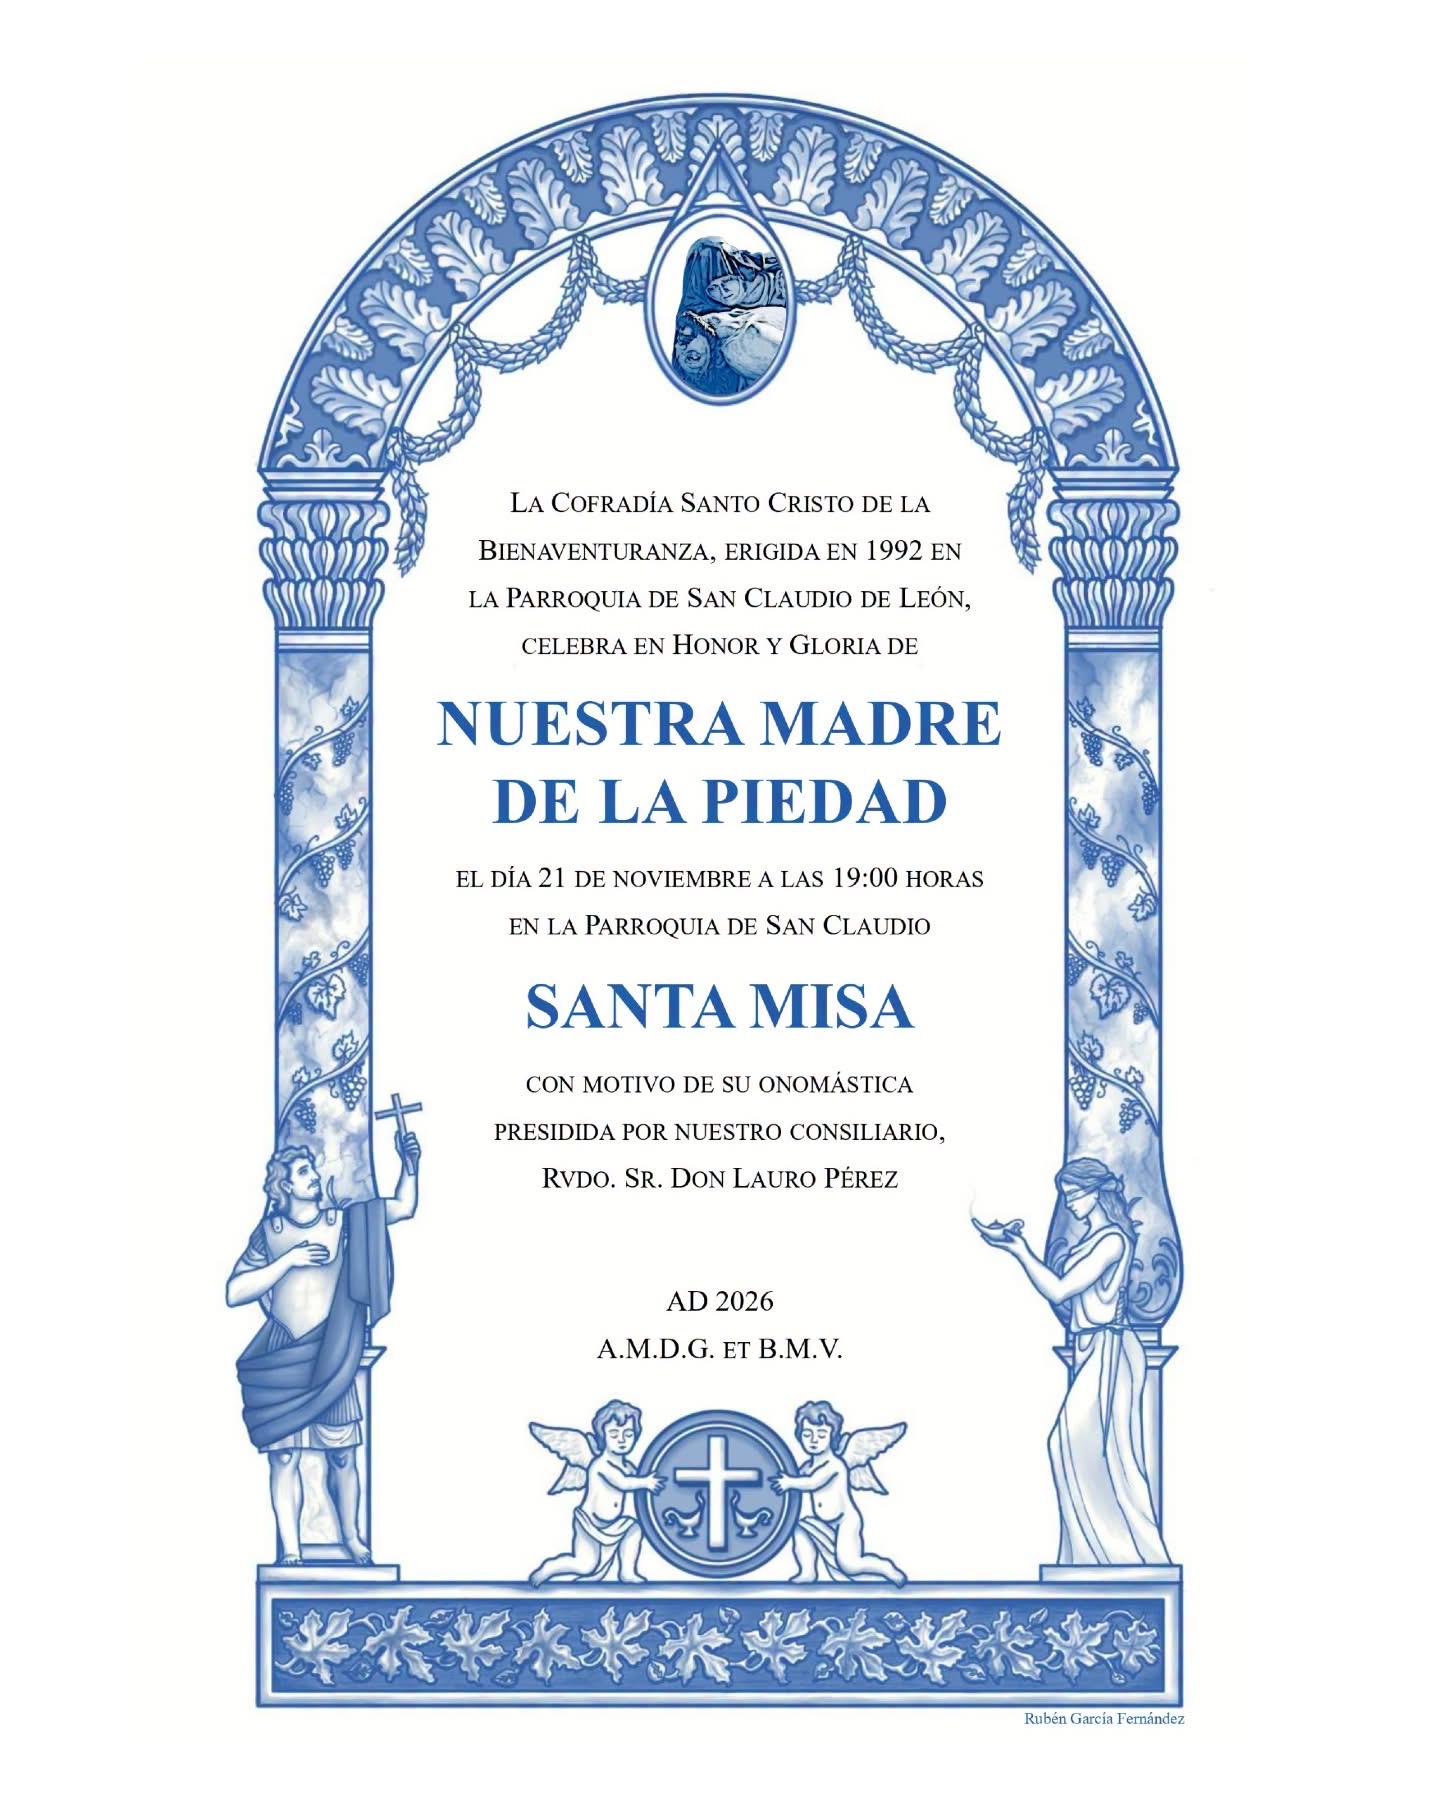 La Cofradía Santo Cristo de la
Bienaventuranza, erigida en 1992 en
la Parroquia de San Claudio de León,
celebra en Honor y Gloria de
NUESTRA MADRE
DE LA PIEDAD
el día 21 de noviembre a las 19:00 horas
en la Parroquia de San Claudio
SANTA MISA
con motivo de su onomástica
presidida por nuestro consiliario,
Rvdo. Sr. Don Lauro Pérez
AD 2026
A.M.D.G. et B.M.V.
Rubén García Fernández